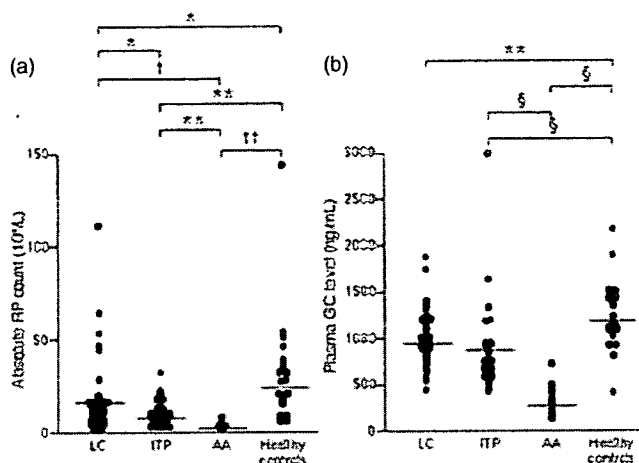 (a)
*
*
†
**
**
††
Absolute RP count (10⁹/L)
150
100
50
0
LC
ITP
AA
Healthy
controls
(b)
**
§
§
§
Plasma GC level (ng/mL)
3000
2500
2000
1500
1000
500
0
LC
ITP
AA
Healthy
controls